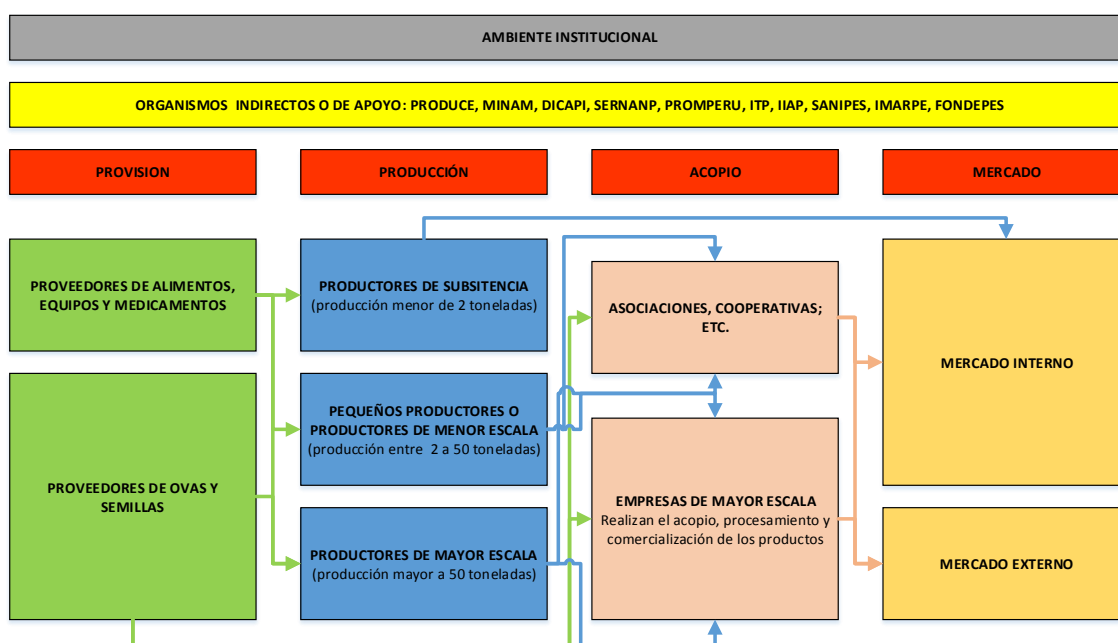 AMBIENTE INSTITUCIONAL
ORGANISMOS INDIRECTOS O DE APOYO: PRODUCE, MINAM, DICAPI, SERNANP, PROMPERU, ITP, IIAP, SANIPES, IMARPE, FONDEPES
PROVISION
PRODUCCIÓN
ACOPIO
MERCADO
PROVEEDORES DE ALIMENTOS,
EQUIPOS Y MEDICAMENTOS
PROVEEDORES DE OVAS Y
SEMILLAS
PRODUCTORES DE SUBSITENCIA
(producción menor de 2 toneladas)
PEQUEÑOS PRODUCTORES O
PRODUCTORES DE MENOR ESCALA
(producción entre 2 a 50 toneladas)
PRODUCTORES DE MAYOR ESCALA
(producción mayor a 50 toneladas)
ASOCIACIONES, COOPERATIVAS;
ETC.
EMPRESAS DE MAYOR ESCALA
Realizan el acopio, procesamiento y
comercialización de los productos
MERCADO INTERNO
MERCADO EXTERNO